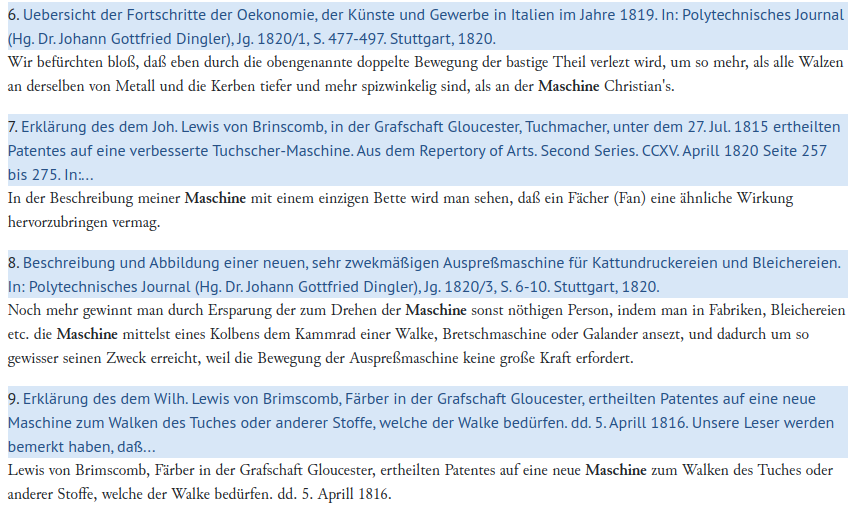 6. Uebersicht der Fortschritte der Oekonomie, der Künste und Gewerbe in Italien im Jahre 1819. In: Polytechnisches Journal
(Hg. Dr. Johann Gottfried Dingler), Jg. 1820/1, S. 477-497. Stuttgart, 1820.
Wir befürchten bloß, daß eben durch die obengenannte doppelte Bewegung der bastige Theil verlezt wird, um so mehr, als alle Walzen
an derselben von Metall und die Kerben tiefer und mehr spizwinkelig sind, als an der Maschine Christian's.
7. Erklärung des dem Joh. Lewis von Brinscomb, in der Grafschaft Gloucester, Tuchmacher, unter dem 27. Jul. 1815 ertheilten
Patentes auf eine verbesserte Tuchscher-Maschine. Aus dem Repertory of Arts. Second Series. CCXV. Aprill 1820 Seite 257
bis 275. In:...
In der Beschreibung meiner Maschine mit einem einzigen Bette wird man sehen, daß ein Fächer (Fan) eine ähnliche Wirkung
hervorzubringen vermag.
8. Beschreibung und Abbildung einer neuen, sehr zwekmäßigen Auspreßmaschine für Kattundruckereien und Bleichereien.
In: Polytechnisches Journal (Hg. Dr. Johann Gottfried Dingler), Jg. 1820/3, S. 6-10. Stuttgart, 1820.
Noch mehr gewinnt man durch Ersparung der zum Drehen der Maschine sonst nöthigen Person, indem man in Fabriken, Bleichereien
etc. die Maschine mittelst eines Kolbens dem Kammrad einer Walke, Bretschmaschine oder Galander ansezt, und dadurch um so
gewisser seinen Zweck erreicht, weil die Bewegung der Auspreßmaschine keine große Kraft erfordert.
9. Erklärung des dem Wilh. Lewis von Brimscomb, Färber in der Grafschaft Gloucester, ertheilten Patentes auf eine neue
Maschine zum Walken des Tuches oder anderer Stoffe, welche der Walke bedürfen. dd. 5. Aprill 1816. Unsere Leser werden
bemerkt haben, daß...
Lewis von Brimscomb, Färber in der Grafschaft Gloucester, ertheilten Patentes auf eine neue Maschine zum Walken des Tuches oder
anderer Stoffe, welche der Walke bedürfen. dd. 5. Aprill 1816.